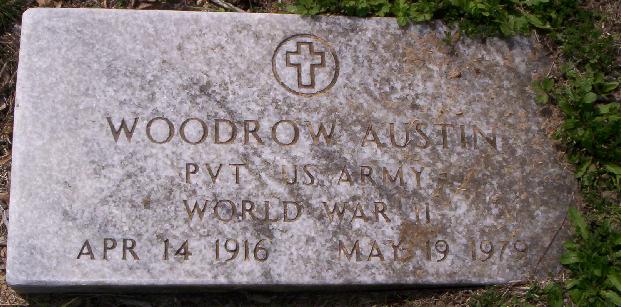 WOODROW AUSTIN
PVT US ARMY
WORLD WAR II
APR 14 1916 MAY 19 1979